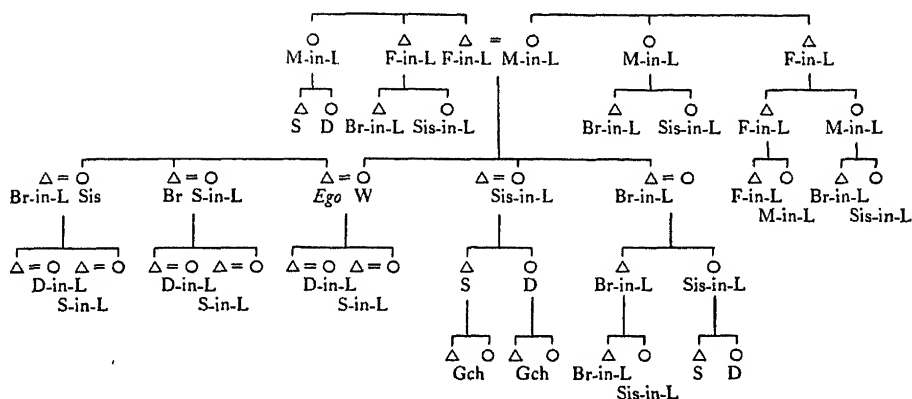 M-in-L F-in-L F-in-L M-in-L M-in-L F-in-L
S D Br-in-L Sis-in-L Br-in-L Sis-in-L F-in-L M-in-L
Br-in-L Sis Br S-in-L Ego W Sis-in-L Br-in-L F-in-L Br-in-L
M-in-L Sis-in-L
D-in-L D-in-L D-in-L S D Br-in-L Sis-in-L
S-in-L S-in-L S-in-L
Gch Gch Br-in-L S D
Sis-in-L